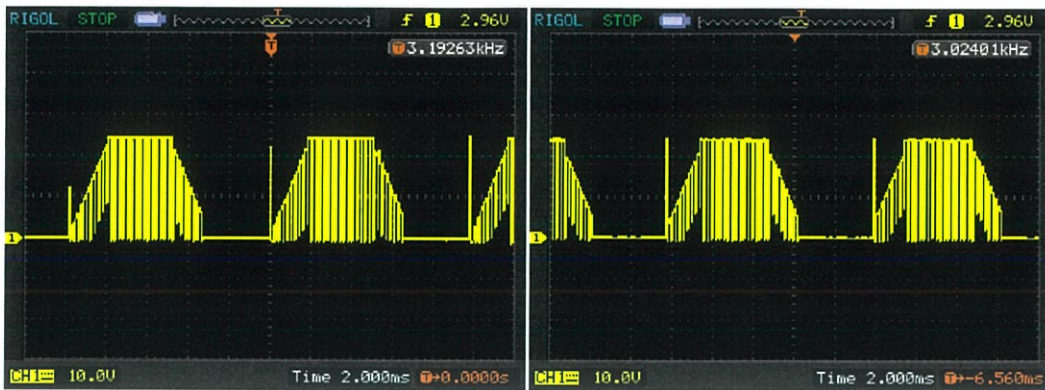 RIGOL STOP T f 1 2.96V
T 3.19263kHz
T
1
CH1 10.0V Time 2.000ms T→0.0000s
RIGOL STOP T f 1 2.96V
T 3.02401kHz
1
CH1 10.0V Time 2.000ms T→-6.560ms